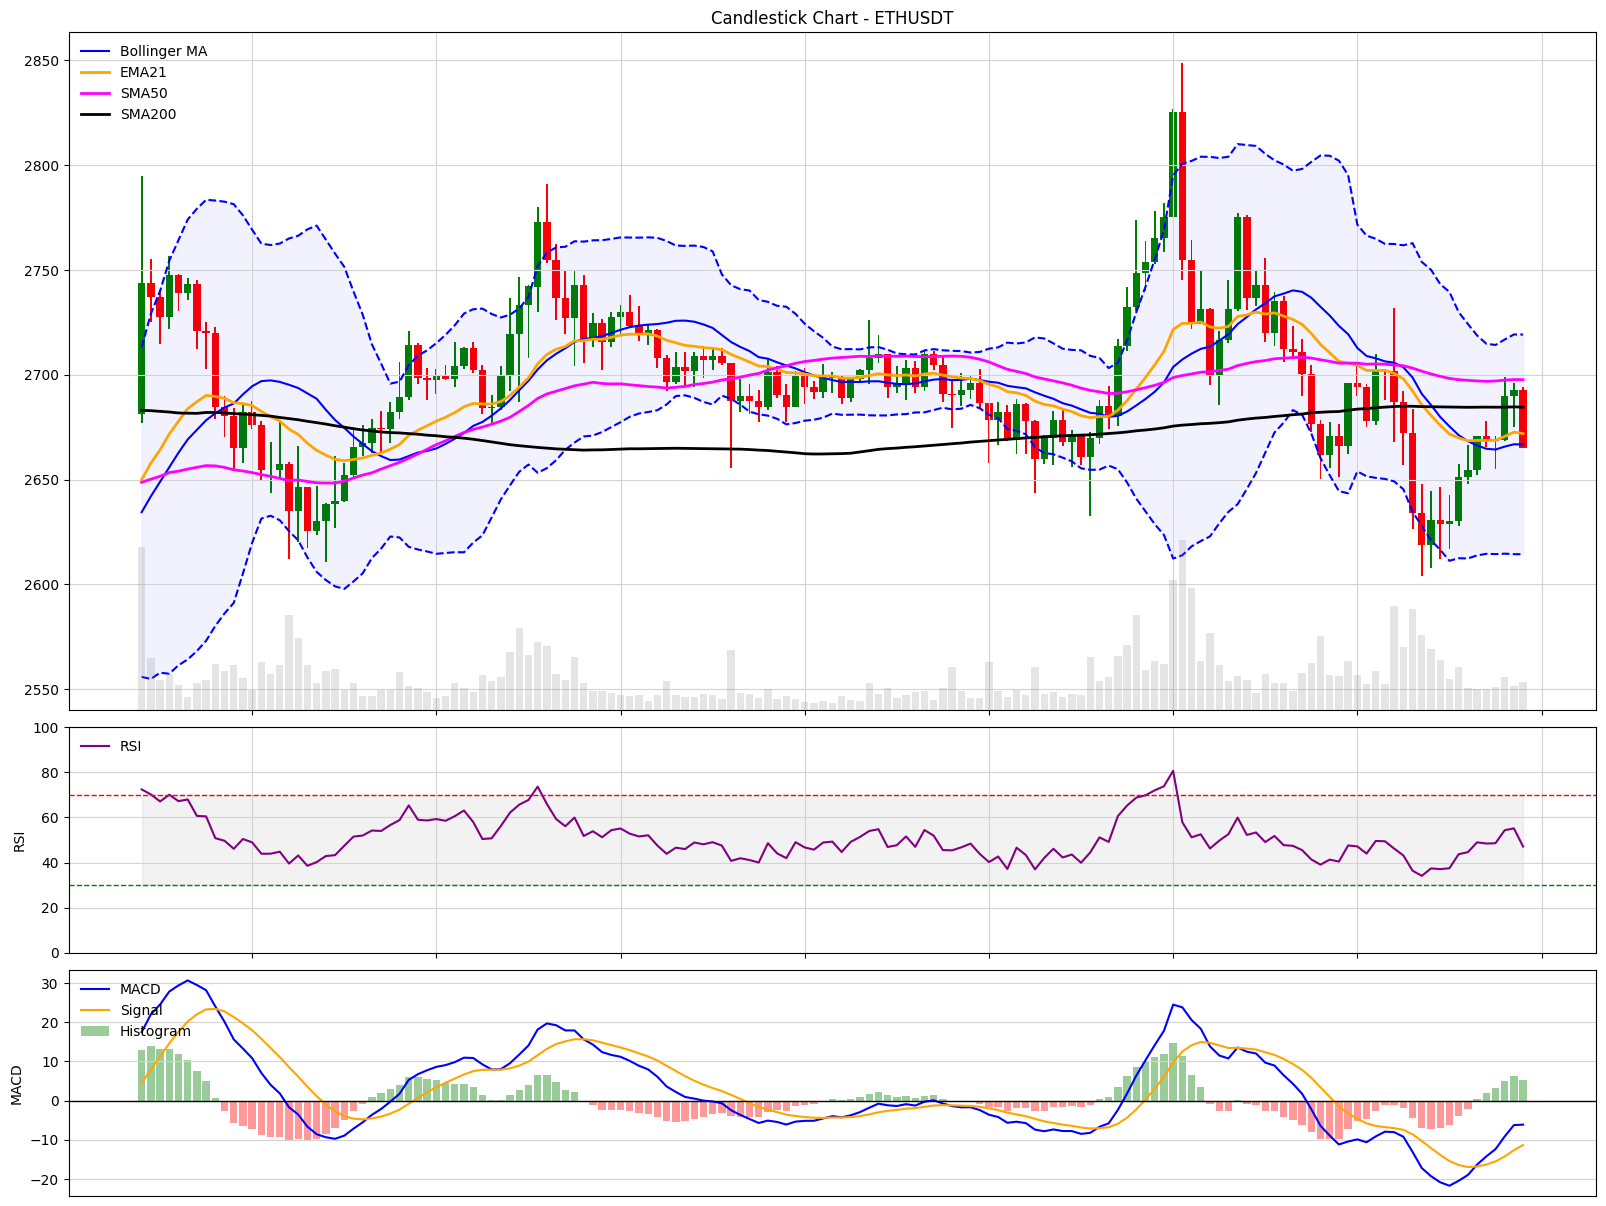 Candlestick Chart - ETHUSDT
Bollinger MA
EMA21
SMA50
SMA200
2850
2800
2750
2700
2650
2600
2550
RSI
100
80
60
40
20
0
RSI
MACD
Signal
Histogram
30
20
10
0
−10
−20
MACD